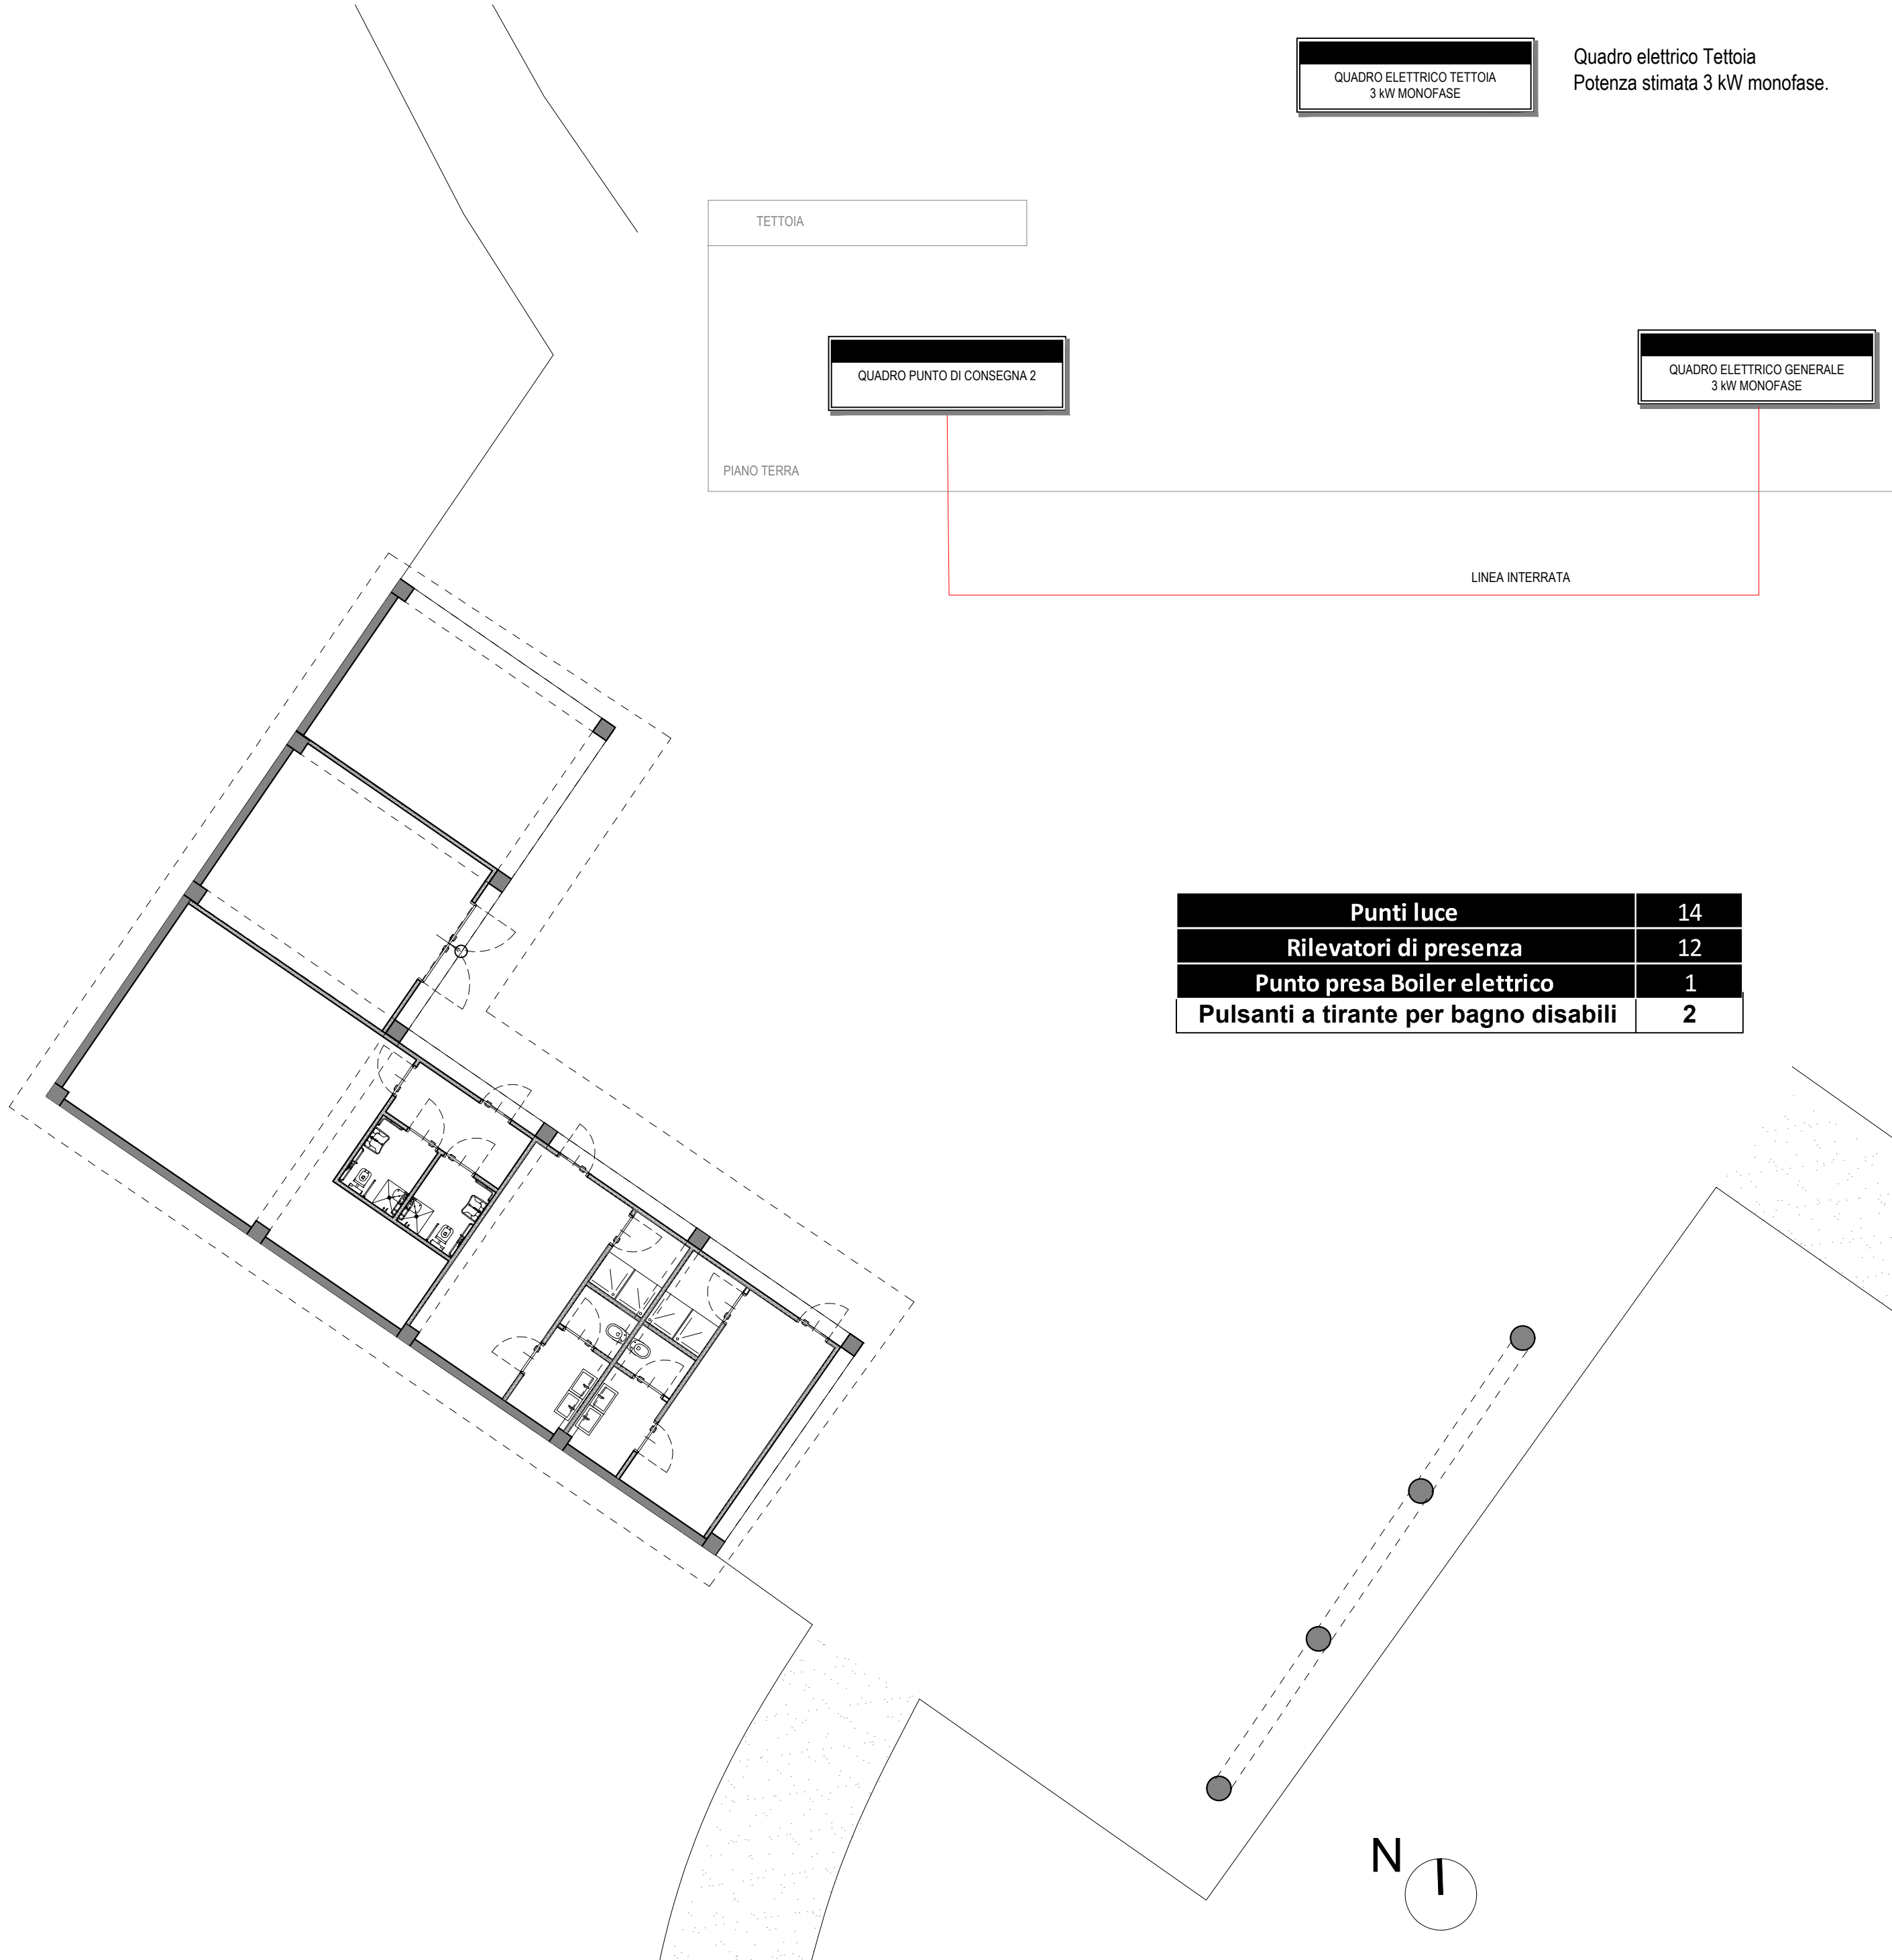 QUADRO ELETTRICO TETTOIA
3 kW MONOFASE
Quadro elettrico Tettoia
Potenza stimata 3 kW monofase.
TETTOIA
QUADRO PUNTO DI CONSEGNA 2
QUADRO ELETTRICO GENERALE
3 kW MONOFASE
PIANO TERRA
LINEA INTERRATA
Punti luce 14
Rilevatori di presenza 12
Punto presa Boiler elettrico 1
Pulsanti a tirante per bagno disabili 2
N